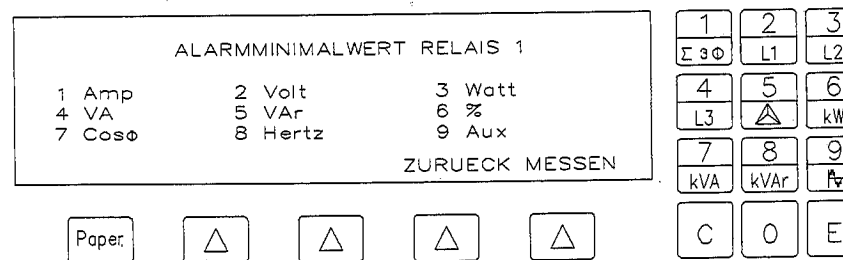 ALARMMINIMALWERT RELAIS 1
1 Amp 2 Volt 3 Watt
4 VA 5 VAr 6 %
7 CosΦ 8 Hertz 9 Aux
ZURUECK MESSEN
Paper
1 2 3
Σ 3Φ L1 L2
4 5 6
L3 kW
7 8 9
kVA kVAr
C 0 E